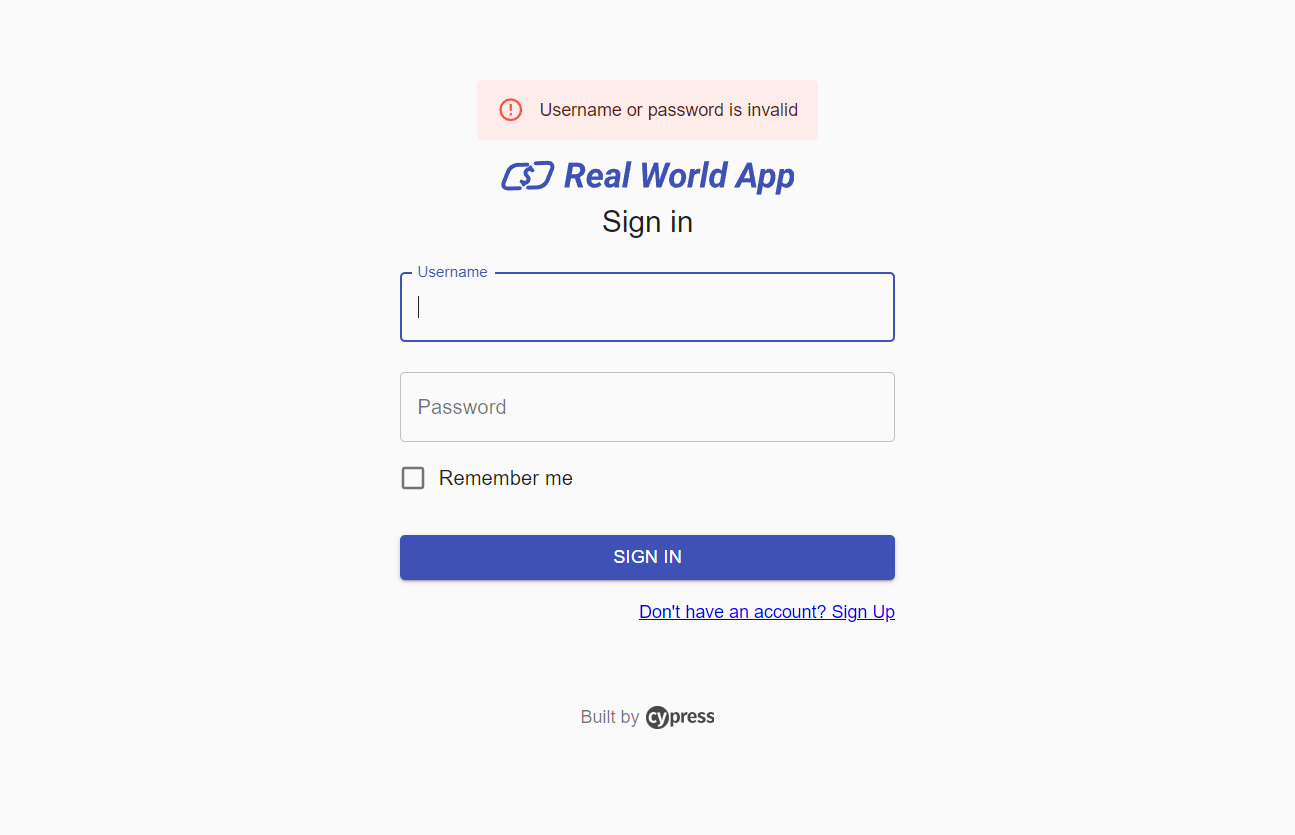 Username or password is invalid
Real World App
Sign in
Username
Password
Remember me
SIGN IN
Don't have an account? Sign Up
Built by cypress